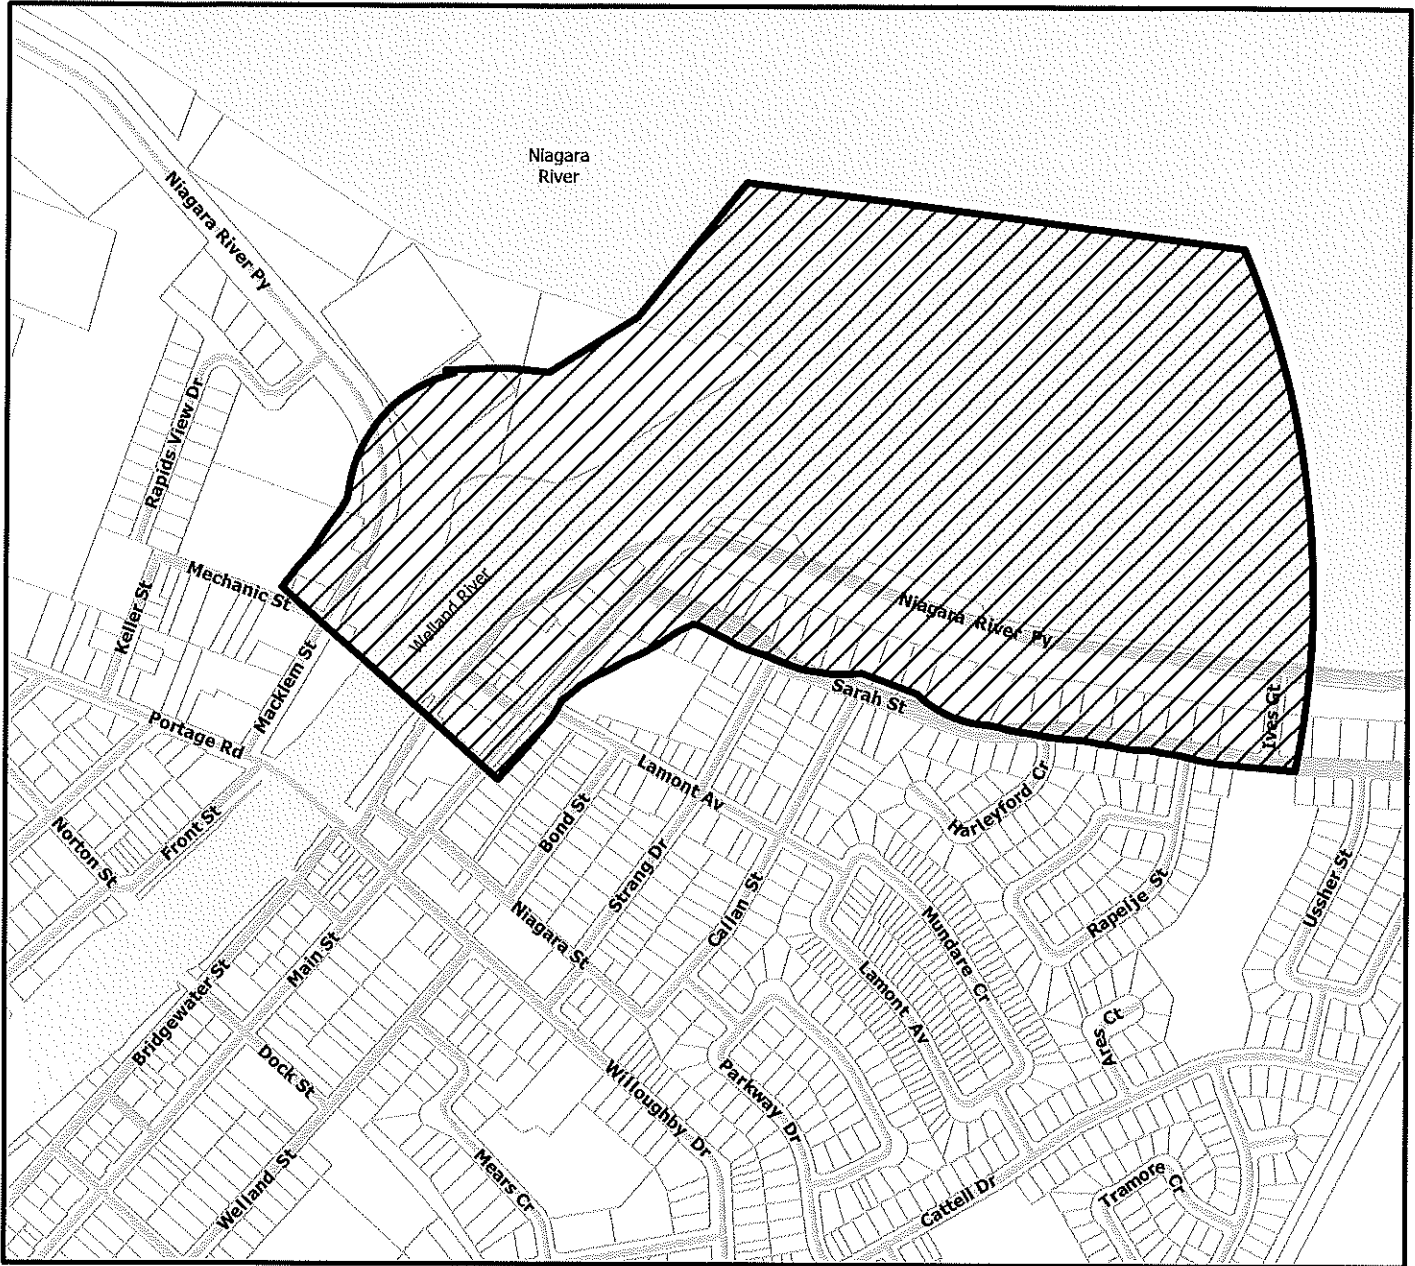 Niagara
River
Niagara River Py
Rapids View Dr
Mechanic St
Keller St
Welland River
Niagara River Py
Macklem St
Sarah St
Ives Ct
Portage Rd
Lamont Av
Harleyford Cr
Norton St
Front St
Bond St
Strang Dr
Callan St
Rapelje St
Ussher St
Niagara St
Mundare Cr
Main St
Lamont Av
Bridgewater St
Ares Ct
Dock St
Willoughby Dr
Parkway Dr
Welland St
Mears Cr
Cattell Dr
Tramore Cr